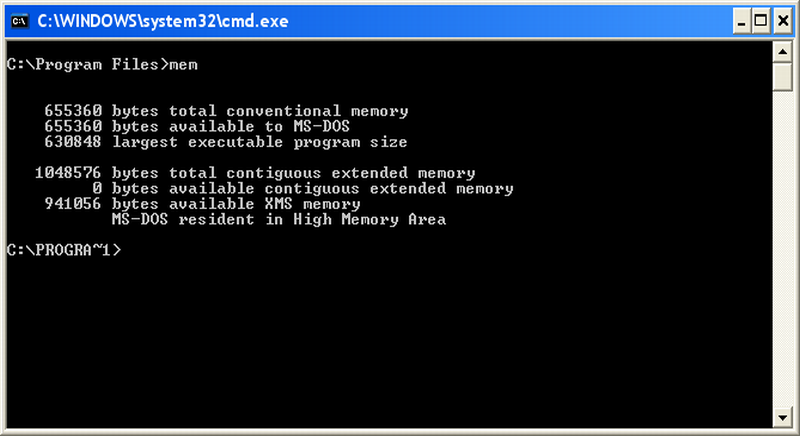 C:\WINDOWS\system32\cmd.exe
C:\Program Files>mem
655360 bytes total conventional memory
655360 bytes available to MS-DOS
630848 largest executable program size
1048576 bytes total contiguous extended memory
0 bytes available contiguous extended memory
941056 bytes available XMS memory
MS-DOS resident in High Memory Area
C:\PROGRA~1>